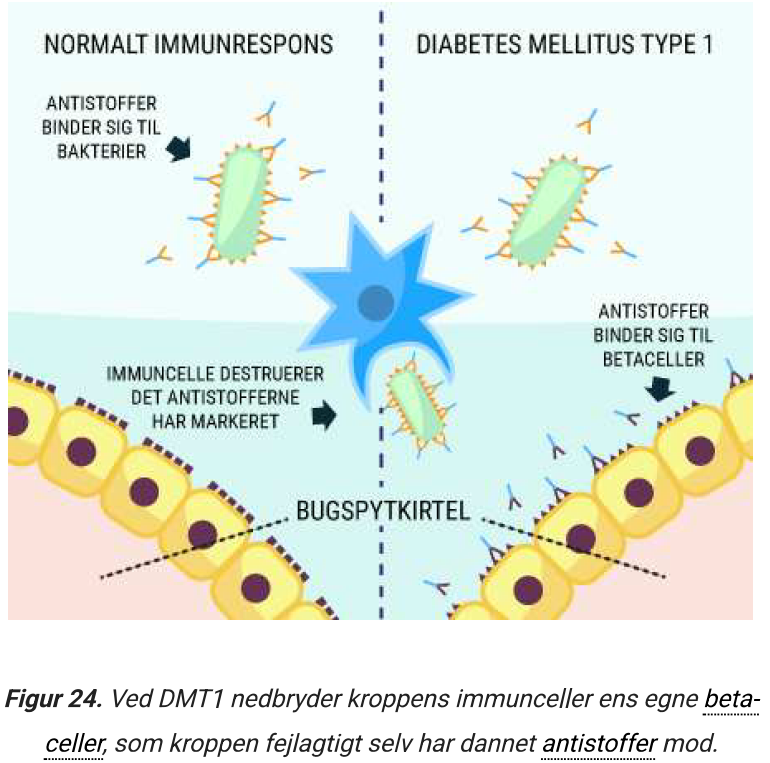 NORMALT IMMUNRESPONS
DIABETES MELLITUS TYPE 1
ANTISTOFFER
BINDER SIG TIL
BAKTERIER
ANTISTOFFER
BINDER SIG TIL
BETACELLER
IMMUNCELLE DESTRUERER
DET ANTISTOFFERNE
HAR MARKERET
BUGSPYTKIRTEL
Figur 24. Ved DMT1 nedbryder kroppens immunceller ens egne beta-
celler, som kroppen fejlagtigt selv har dannet antistoffer mod.